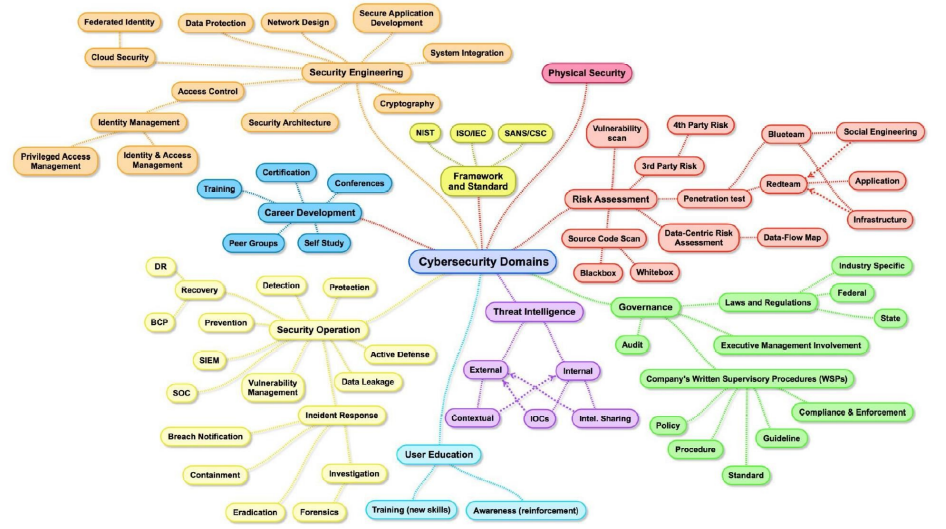 Federated Identity
Data Protection
Network Design
Secure Application
Development
Cloud Security
System Integration
Security Engineering
Access Control
Cryptography
Identity Management
Security Architecture
Privileged Access
Management
Identity & Access
Management
Physical Security
NIST
ISO/IEC
SANS/CSC
Framework
and Standard
Vulnerability
scan
4th Party Risk
Blueteam
Social Engineering
3rd Party Risk
Redteam
Application
Risk Assessment
Penetration test
Infrastructure
Source Code Scan
Data-Centric Risk
Assessment
Data-Flow Map
Blackbox
Whitebox
Training
Certification
Conferences
Career Development
Peer Groups
Self Study
Cybersecurity Domains
DR
Recovery
Detection
Protection
BCP
Prevention
Security Operation
SIEM
Active Defense
SOC
Vulnerability
Management
Data Leakage
Incident Response
Breach Notification
Containment
Investigation
Eradication
Forensics
Threat Intelligence
External
Internal
Contextual
IOCs
Intel. Sharing
User Education
Training (new skills)
Awareness (reinforcement)
Industry Specific
Governance
Laws and Regulations
Federal
State
Audit
Executive Management Involvement
Company's Written Supervisory Procedures (WSPs)
Compliance & Enforcement
Policy
Procedure
Guideline
Standard